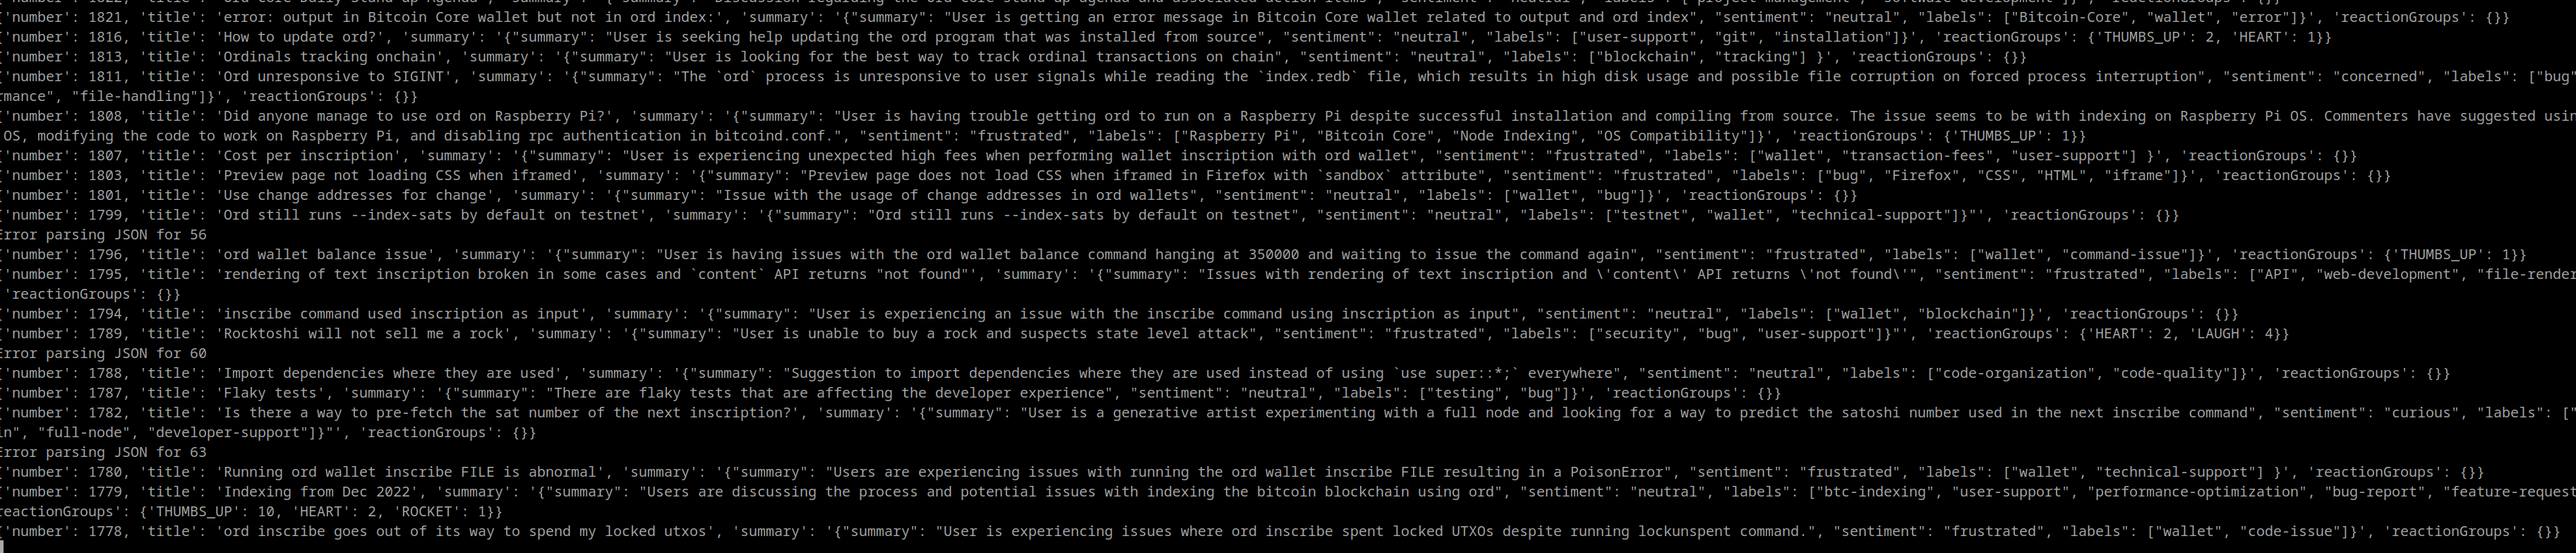 'number': 1822, 'title': 'Ord Core Daily Stand-up Agenda', 'summary': '{"summary": "Discussion regarding the ord core stand-up agenda and associated action items", "sentiment": "neutral", "labels": ["project-management", "software-development"]}', 'reactionGroups': {}}
'number': 1821, 'title': 'error: output in Bitcoin Core wallet but not in ord index:', 'summary': '{"summary": "User is getting an error message in Bitcoin Core wallet related to output and ord index", "sentiment": "neutral", "labels": ["Bitcoin-Core", "wallet", "error"]}', 'reactionGroups': {}}
'number': 1816, 'title': 'How to update ord?', 'summary': '{"summary": "User is seeking help updating the ord program that was installed from source", "sentiment": "neutral", "labels": ["user-support", "git", "installation"]}', 'reactionGroups': {'THUMBS_UP': 2, 'HEART': 1}}
'number': 1813, 'title': 'Ordinals tracking onchain', 'summary': '{"summary": "User is looking for the best way to track ordinal transactions on chain", "sentiment": "neutral", "labels": ["blockchain", "tracking"] }', 'reactionGroups': {}}
'number': 1811, 'title': 'Ord unresponsive to SIGINT', 'summary': '{"summary": "The `ord` process is unresponsive to user signals while reading the `index.redb` file, which results in high disk usage and possible file corruption on forced process interruption", "sentiment": "concerned", "labels": ["bug"
rmance", "file-handling"]}', 'reactionGroups': {}}
'number': 1808, 'title': 'Did anyone manage to use ord on Raspberry Pi?', 'summary': '{"summary": "User is having trouble getting ord to run on a Raspberry Pi despite successful installation and compiling from source. The issue seems to be with indexing on Raspberry Pi OS. Commenters have suggested usin
OS, modifying the code to work on Raspberry Pi, and disabling rpc authentication in bitcoind.conf.", "sentiment": "frustrated", "labels": ["Raspberry Pi", "Bitcoin Core", "Node Indexing", "OS Compatibility"]}', 'reactionGroups': {'THUMBS_UP': 1}}
'number': 1807, 'title': 'Cost per inscription', 'summary': '{"summary": "User is experiencing unexpected high fees when performing wallet inscription with ord wallet", "sentiment": "frustrated", "labels": ["wallet", "transaction-fees", "user-support"] }', 'reactionGroups': {}}
'number': 1803, 'title': 'Preview page not loading CSS when iframed', 'summary': '{"summary": "Preview page does not load CSS when iframed in Firefox with `sandbox` attribute", "sentiment": "frustrated", "labels": ["bug", "Firefox", "CSS", "HTML", "iframe"]}', 'reactionGroups': {}}
'number': 1801, 'title': 'Use change addresses for change', 'summary': '{"summary": "Issue with the usage of change addresses in ord wallets", "sentiment": "neutral", "labels": ["wallet", "bug"]}', 'reactionGroups': {}}
'number': 1799, 'title': 'Ord still runs --index-sats by default on testnet', 'summary': '{"summary": "Ord still runs --index-sats by default on testnet", "sentiment": "neutral", "labels": ["testnet", "wallet", "technical-support"]}"', 'reactionGroups': {}}
Error parsing JSON for 56
'number': 1796, 'title': 'ord wallet balance issue', 'summary': '{"summary": "User is having issues with the ord wallet balance command hanging at 350000 and waiting to issue the command again", "sentiment": "frustrated", "labels": ["wallet", "command-issue"]}', 'reactionGroups': {'THUMBS_UP': 1}}
'number': 1795, 'title': 'rendering of text inscription broken in some cases and `content` API returns "not found"', 'summary': '{"summary": "Issues with rendering of text inscription and \'content\' API returns \'not found\'", "sentiment": "frustrated", "labels": ["API", "web-development", "file-render
'reactionGroups': {}}
'number': 1794, 'title': 'inscribe command used inscription as input', 'summary': '{"summary": "User is experiencing an issue with the inscribe command using inscription as input", "sentiment": "neutral", "labels": ["wallet", "blockchain"]}', 'reactionGroups': {}}
'number': 1789, 'title': 'Rocktoshi will not sell me a rock', 'summary': '{"summary": "User is unable to buy a rock and suspects state level attack", "sentiment": "frustrated", "labels": ["security", "bug", "user-support"]}"', 'reactionGroups': {'HEART': 2, 'LAUGH': 4}}
Error parsing JSON for 60
'number': 1788, 'title': 'Import dependencies where they are used', 'summary': '{"summary": "Suggestion to import dependencies where they are used instead of using `use super::*;` everywhere", "sentiment": "neutral", "labels": ["code-organization", "code-quality"]}', 'reactionGroups': {}}
'number': 1787, 'title': 'Flaky tests', 'summary': '{"summary": "There are flaky tests that are affecting the developer experience", "sentiment": "neutral", "labels": ["testing", "bug"]}', 'reactionGroups': {}}
'number': 1782, 'title': 'Is there a way to pre-fetch the sat number of the next inscription?', 'summary': '{"summary": "User is a generative artist experimenting with a full node and looking for a way to predict the satoshi number used in the next inscribe command", "sentiment": "curious", "labels": ["
in", "full-node", "developer-support"]}"', 'reactionGroups': {}}
Error parsing JSON for 63
'number': 1780, 'title': 'Running ord wallet inscribe FILE is abnormal', 'summary': '{"summary": "Users are experiencing issues with running the ord wallet inscribe FILE resulting in a PoisonError", "sentiment": "frustrated", "labels": ["wallet", "technical-support"] }', 'reactionGroups': {}}
'number': 1779, 'title': 'Indexing from Dec 2022', 'summary': '{"summary": "Users are discussing the process and potential issues with indexing the bitcoin blockchain using ord", "sentiment": "neutral", "labels": ["btc-indexing", "user-support", "performance-optimization", "bug-report", "feature-request
reactionGroups': {'THUMBS_UP': 10, 'HEART': 2, 'ROCKET': 1}}
'number': 1778, 'title': 'ord inscribe goes out of its way to spend my locked utxos', 'summary': '{"summary": "User is experiencing issues where ord inscribe spent locked UTXOs despite running lockunspent command.", "sentiment": "frustrated", "labels": ["wallet", "code-issue"]}', 'reactionGroups': {}}